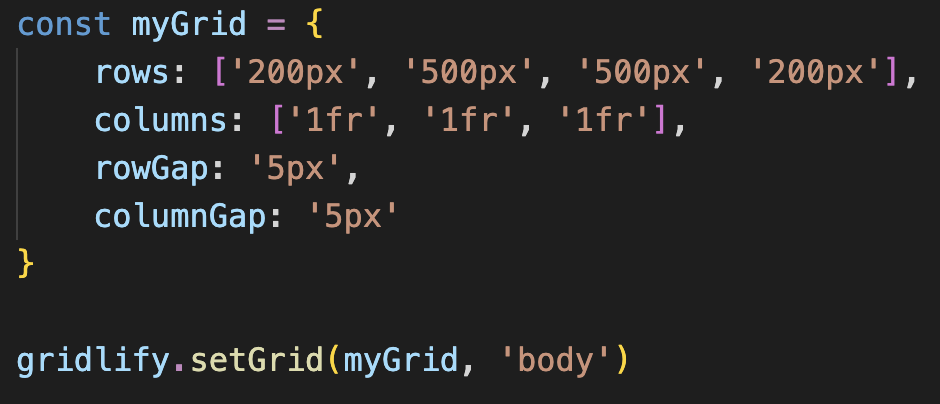 const myGrid = {
    rows: ['200px', '500px', '500px', '200px'],
    columns: ['1fr', '1fr', '1fr'],
    rowGap: '5px',
    columnGap: '5px'
}

gridlify.setGrid(myGrid, 'body')